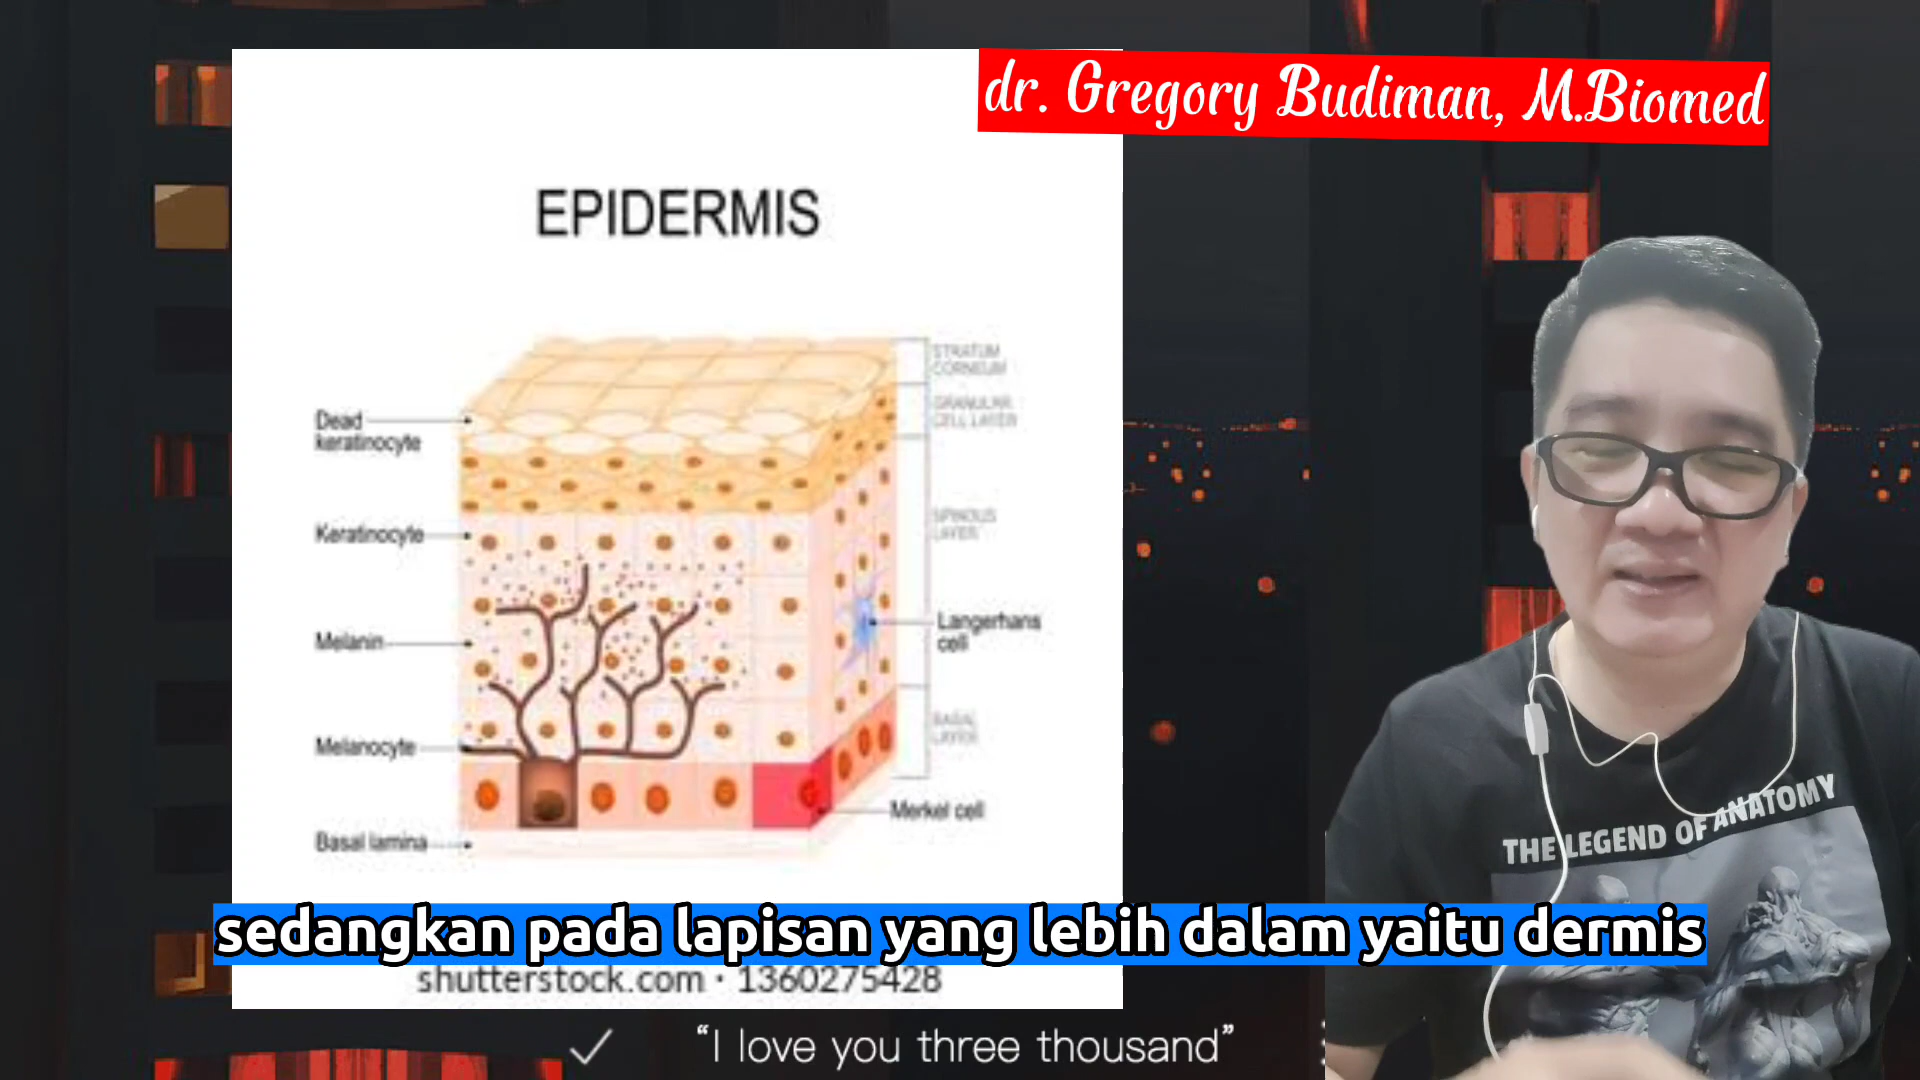 dr. Gregory Budiman, M.Biomed
EPIDERMIS
STRATUM
CORNEUM
GRANULAR
CELL LAYER
Dead
keratinocyte
Keratinocyte
SPINOUS
LAYER
Melanin
Langerhans
cell
Melanocyte
BASAL
LAYER
Merkel cell
Basal lamina
THE LEGEND OF ANATOMY
sedangkan pada lapisan yang lebih dalam yaitu dermis
shutterstock.com · 1360275428
“I love you three thousand”